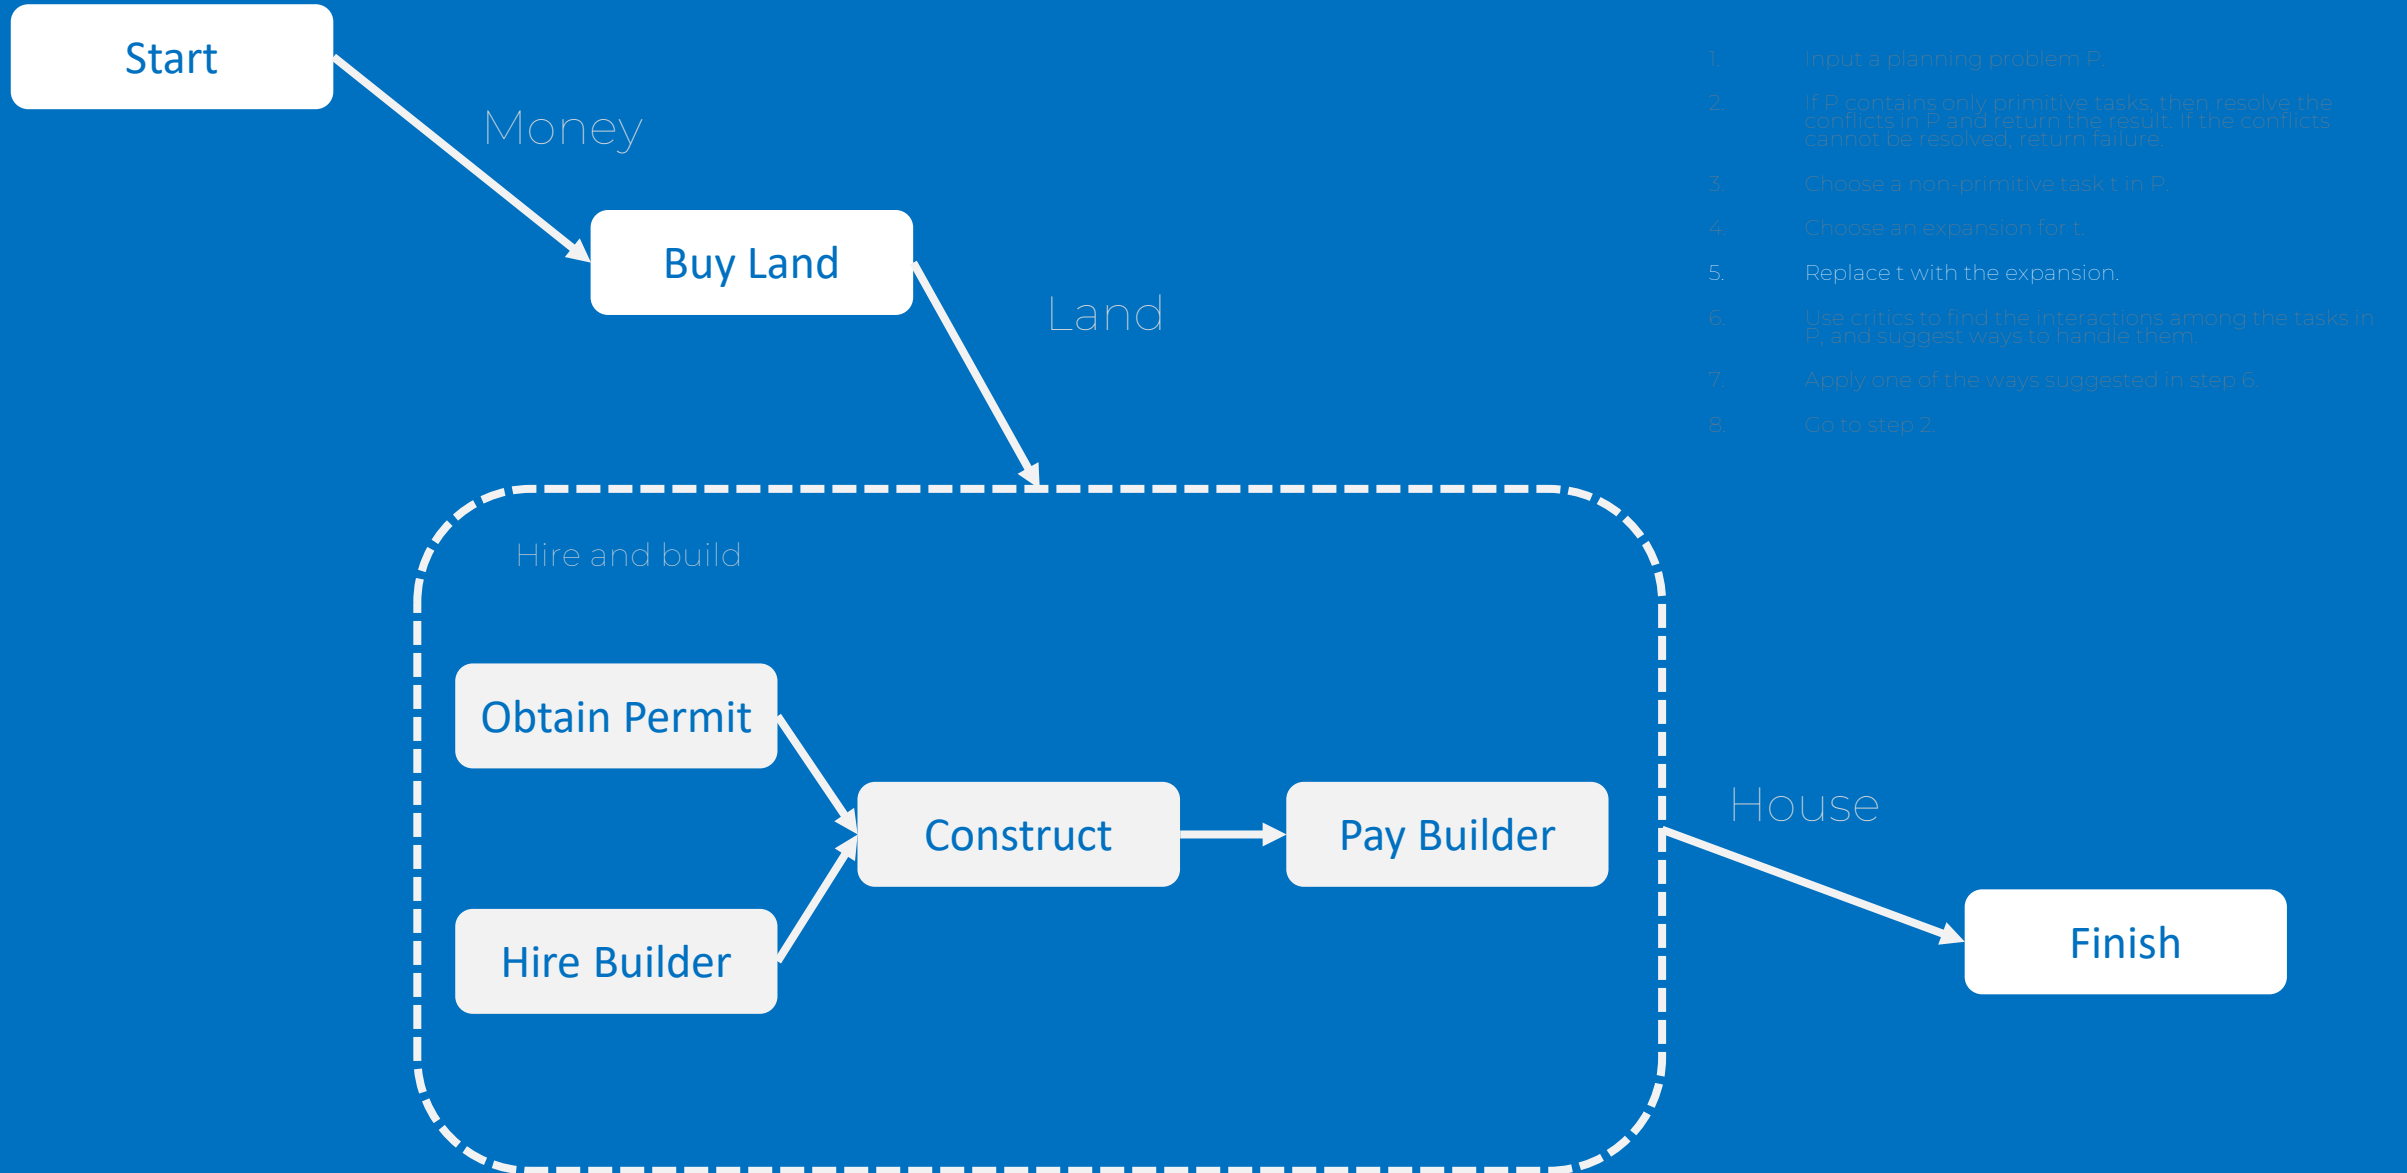 Start
Money
Buy Land
Land
1. Input a planning problem P.
2. If P contains only primitive tasks, then resolve the
conflicts in P and return the result. If the conflicts
cannot be resolved, return failure.
3. Choose a non-primitive task t in P.
4. Choose an expansion for t.
5. Replace t with the expansion.
6. Use critics to find the interactions among the tasks in
P, and suggest ways to handle them.
7. Apply one of the ways suggested in step 6.
8. Go to step 2.
Hire and build
Obtain Permit
Hire Builder
Construct
Pay Builder
House
Finish